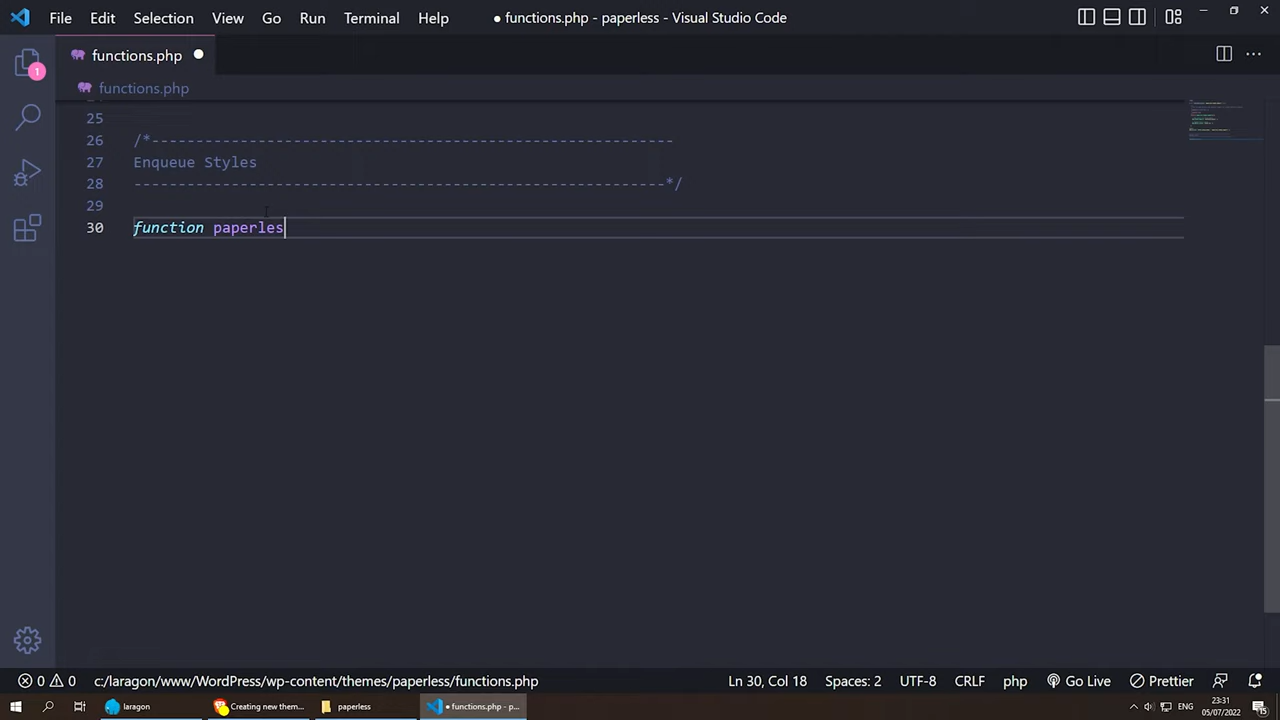 File Edit Selection View Go Run Terminal Help
● functions.php - paperless - Visual Studio Code
functions.php
1
functions.php
25
26 /*-----------------------------------------------------------
27 Enqueue Styles
28 ------------------------------------------------------------*/
29
30 function paperles
0 0 c:/laragon/www/WordPress/wp-content/themes/paperless/functions.php Ln 30, Col 18 Spaces: 2 UTF-8 CRLF php Go Live Prettier
laragon Creating new them... paperless ● functions.php - p... ENG 23:31
05/07/2022
15